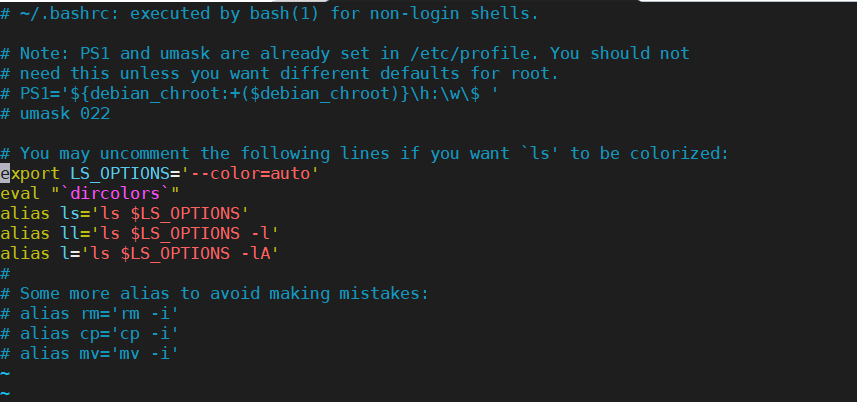 # ~/.bashrc: executed by bash(1) for non-login shells.
# Note: PS1 and umask are already set in /etc/profile. You should not
# need this unless you want different defaults for root.
# PS1='${debian_chroot:+($debian_chroot)}\h:\w\$ '
# umask 022
# You may uncomment the following lines if you want `ls' to be colorized:
export LS_OPTIONS='--color=auto'
eval "`dircolors`"
alias ls='ls $LS_OPTIONS'
alias ll='ls $LS_OPTIONS -l'
alias l='ls $LS_OPTIONS -lA'
#
# Some more alias to avoid making mistakes:
# alias rm='rm -i'
# alias cp='cp -i'
# alias mv='mv -i'
~
~